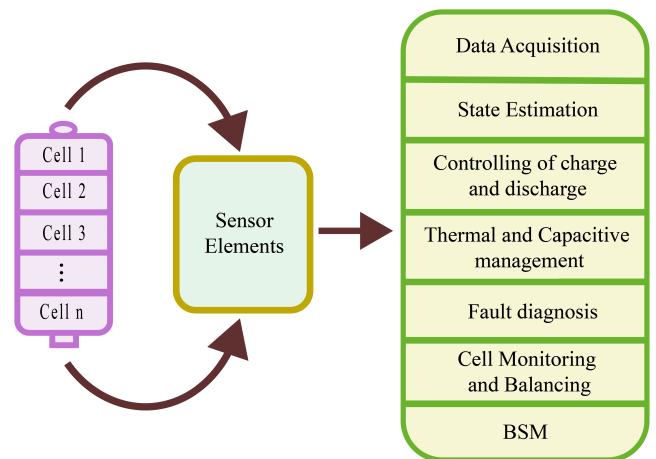 Cell 1
Cell 2
Cell 3
...
Cell n
Sensor
Elements
Data Acquisition
State Estimation
Controlling of charge
and discharge
Thermal and Capacitive
management
Fault diagnosis
Cell Monitoring
and Balancing
BSM